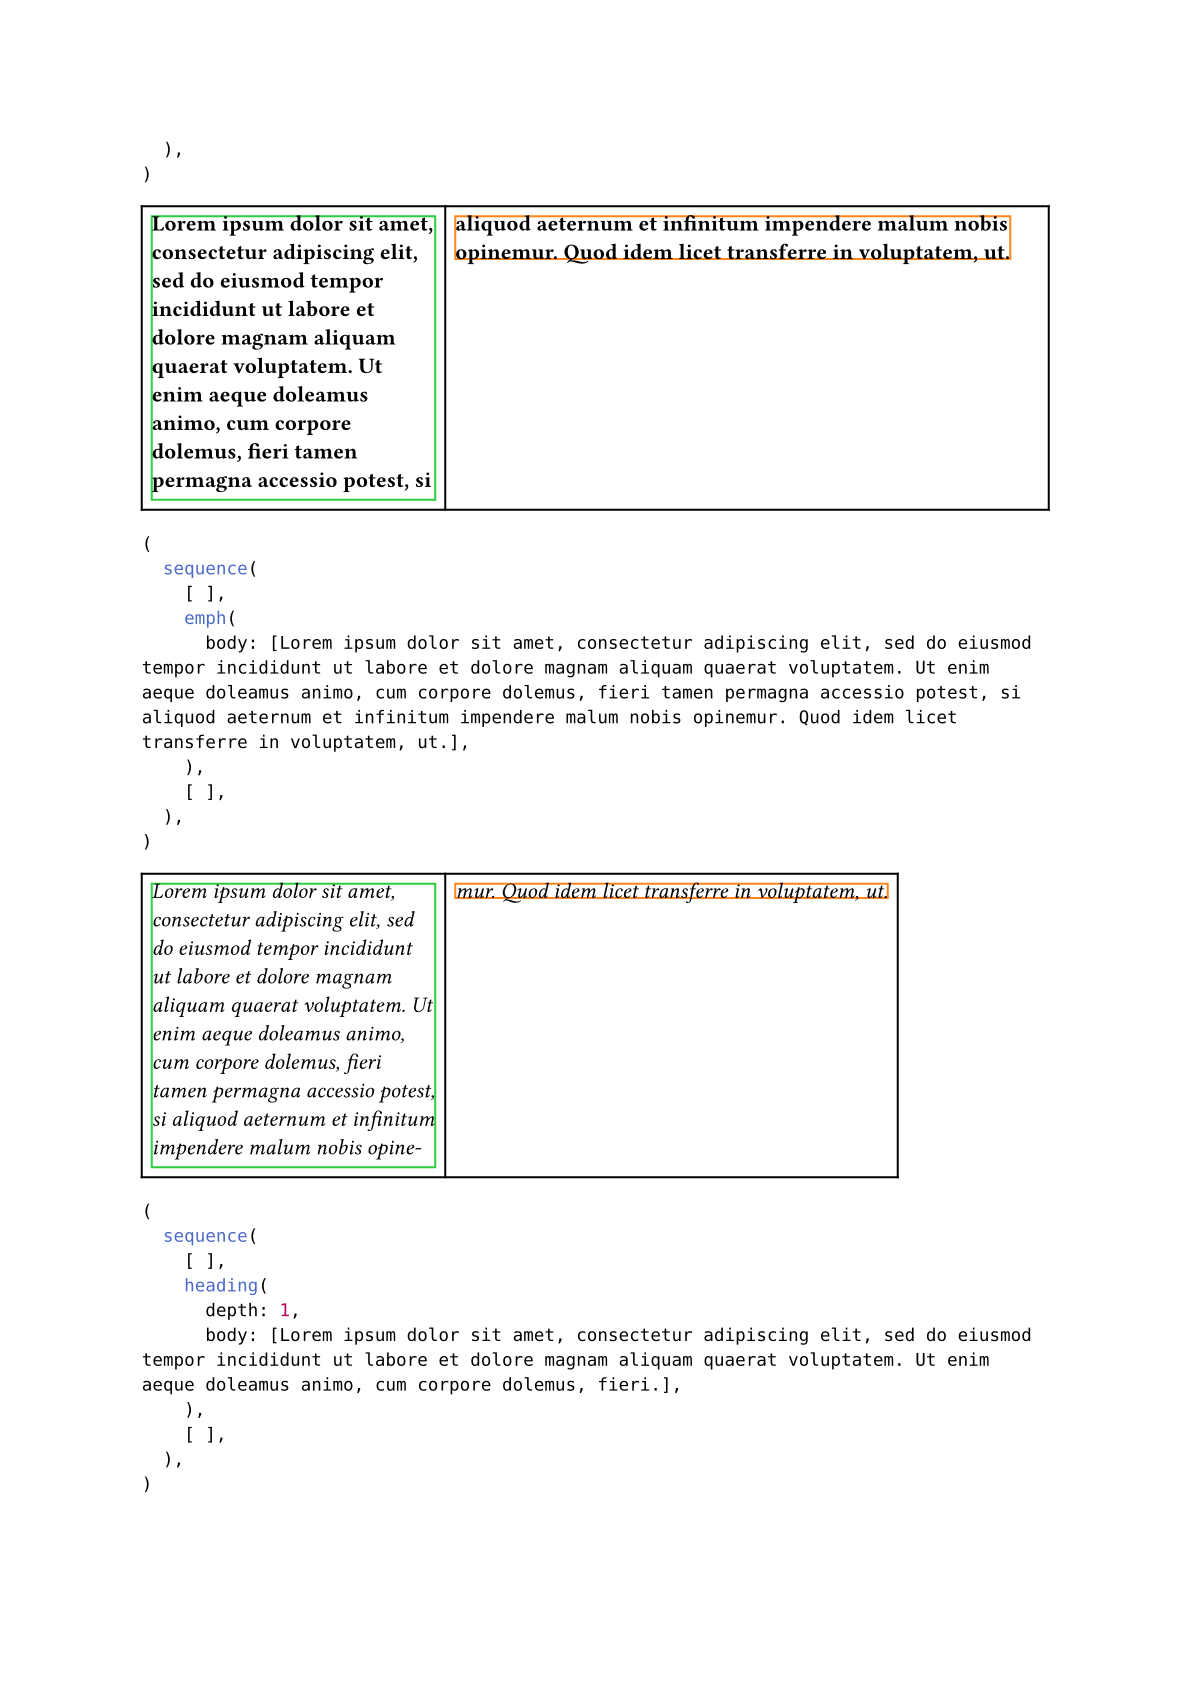 ),
)
Lorem ipsum dolor sit amet,
consectetur adipiscing elit,
sed do eiusmod tempor
incididunt ut labore et
dolore magnam aliquam
quaerat voluptatem. Ut
enim aeque doleamus
animo, cum corpore
dolemus, fieri tamen
permagna accessio potest, si
aliquod aeternum et infinitum impendere malum nobis
opinemur. Quod idem licet transferre in voluptatem, ut.
(
  sequence(
    [ ],
    emph(
      body: [Lorem ipsum dolor sit amet, consectetur adipiscing elit, sed do eiusmod
tempor incididunt ut labore et dolore magnam aliquam quaerat voluptatem. Ut enim
aeque doleamus animo, cum corpore dolemus, fieri tamen permagna accessio potest, si
aliquod aeternum et infinitum impendere malum nobis opinemur. Quod idem licet
transferre in voluptatem, ut.],
    ),
    [ ],
  ),
)
Lorem ipsum dolor sit amet,
consectetur adipiscing elit, sed
do eiusmod tempor incididunt
ut labore et dolore magnam
aliquam quaerat voluptatem. Ut
enim aeque doleamus animo,
cum corpore dolemus, fieri
tamen permagna accessio potest,
si aliquod aeternum et infinitum
impendere malum nobis opine-
mur. Quod idem licet transferre in voluptatem, ut.
(
  sequence(
    [ ],
    heading(
      depth: 1,
      body: [Lorem ipsum dolor sit amet, consectetur adipiscing elit, sed do eiusmod
tempor incididunt ut labore et dolore magnam aliquam quaerat voluptatem. Ut enim
aeque doleamus animo, cum corpore dolemus, fieri.],
    ),
    [ ],
  ),
)